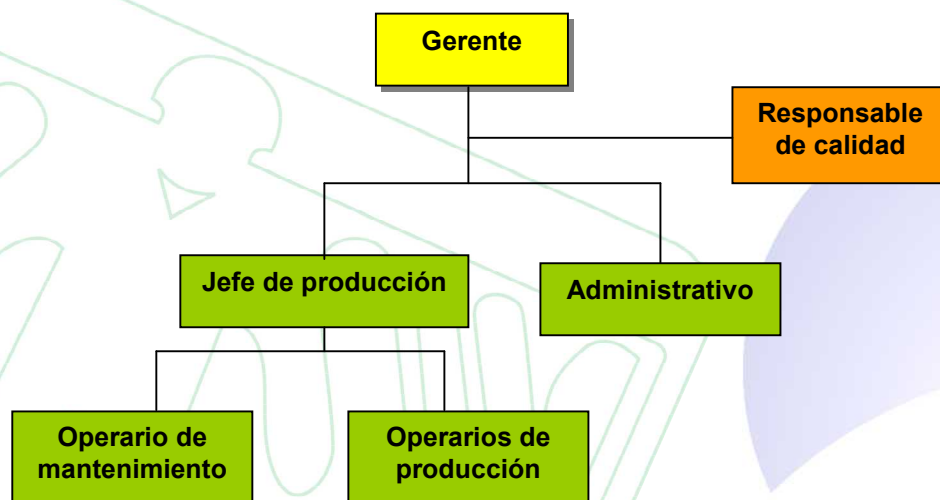 Gerente
Responsable
de calidad
Jefe de producción
Administrativo
Operario de
mantenimiento
Operarios de
producción